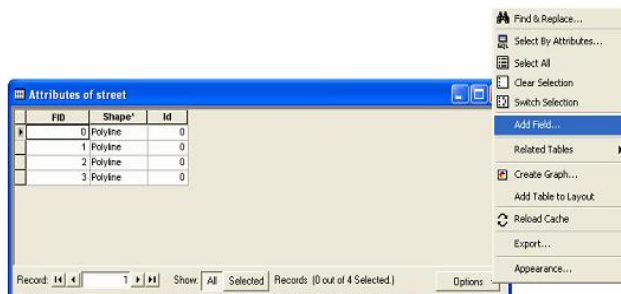 Find & Replace...
Select By Attributes...
Select All
Clear Selection
Switch Selection
Add Field...
Related Tables
Create Graph...
Add Table to Layout
Reload Cache
Export...
Appearance...
Attributes of street
FID Shape* Id
0 Polyline 0
1 Polyline 0
2 Polyline 0
3 Polyline 0
Record: 1 Show: All Selected Records (0 out of 4 Selected.) Options